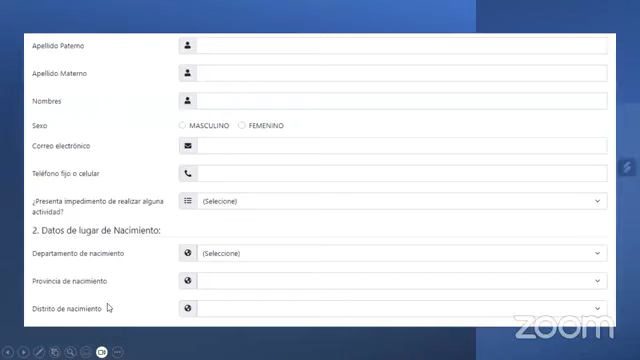 Apellido Paterno
Apellido Materno
Nombres
Sexo MASCULINO FEMENINO
Correo electrónico
Teléfono fijo o celular
¿Presenta impedimento de realizar alguna actividad? (Selecione)
2. Datos de lugar de Nacimiento:
Departamento de nacimiento (Seleccione)
Provincia de nacimiento
Distrito de nacimiento
zoom